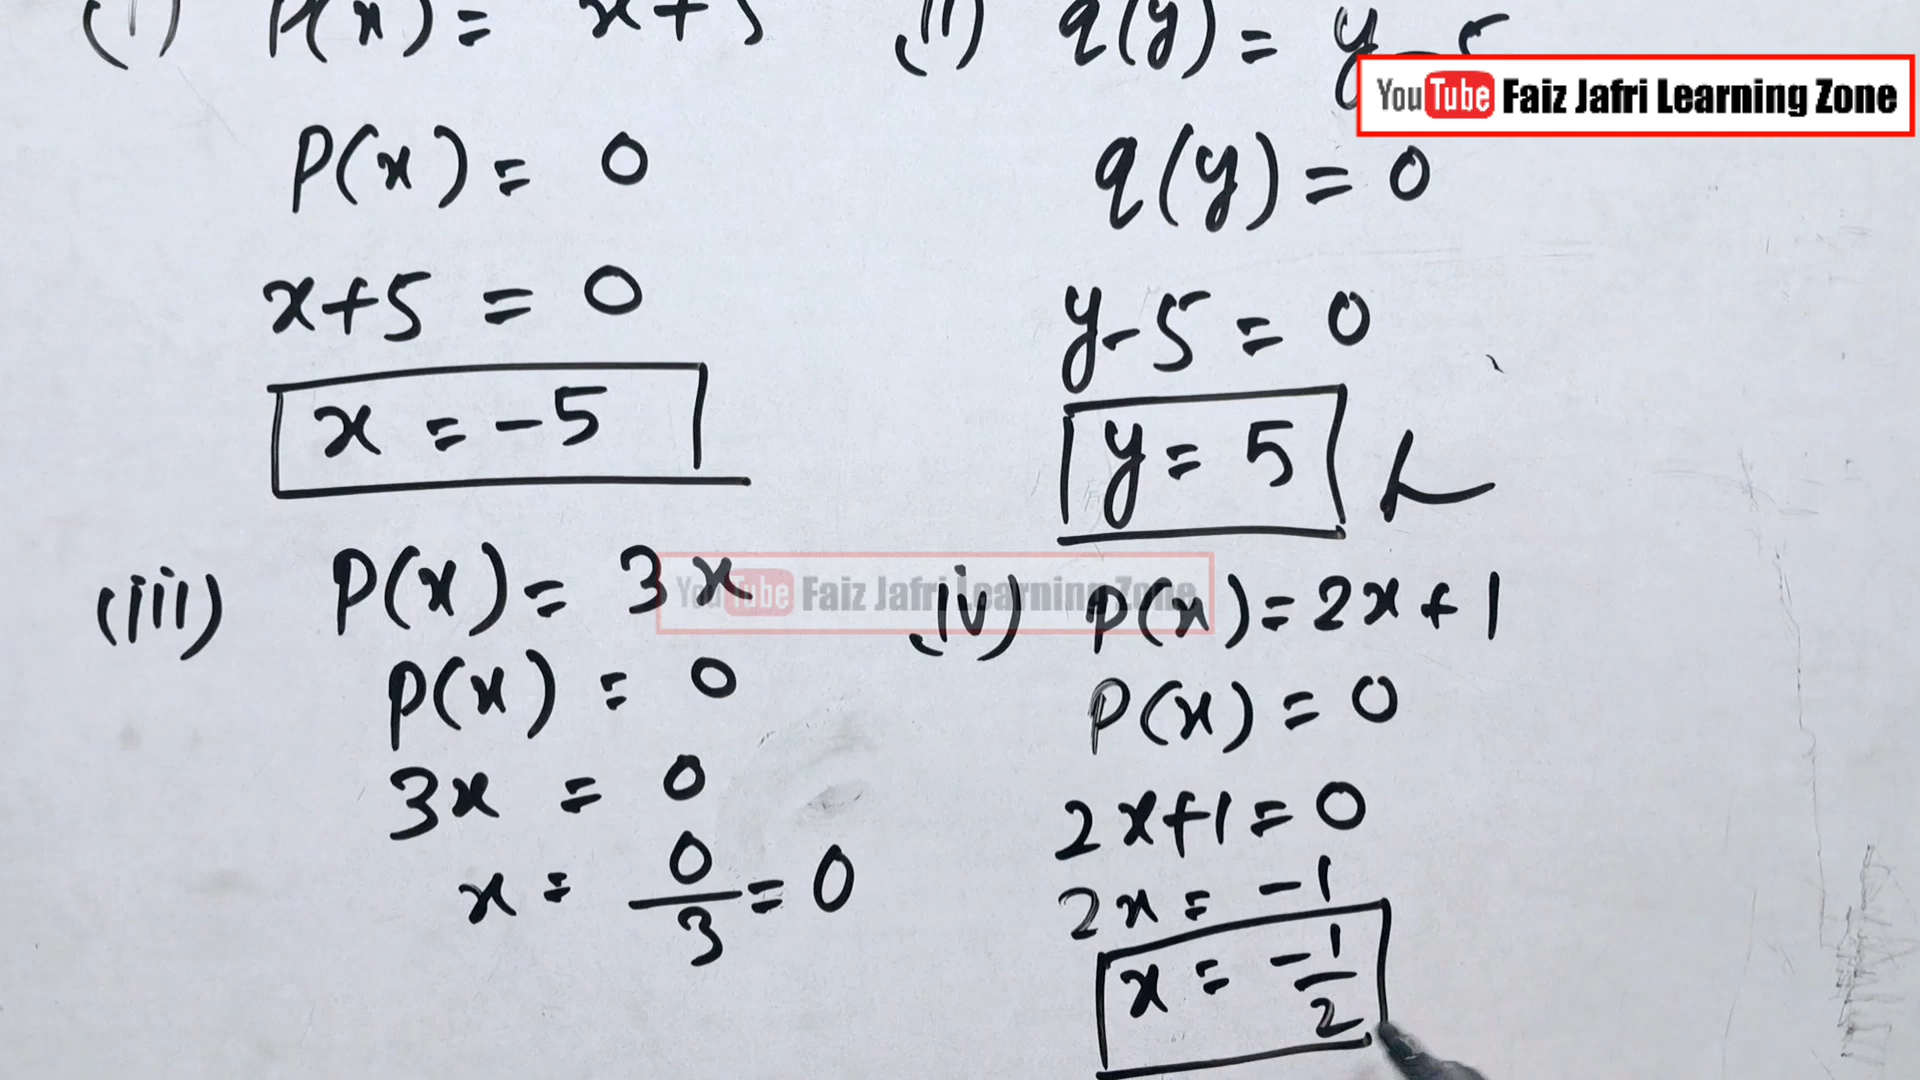 (i) P(x) = x+5
(ii) q(y) = y-5
YouTube Faiz Jafri Learning Zone
P(x) = 0
x+5 = 0
x = -5
q(y) = 0
y-5 = 0
y = 5
(iii) P(x) = 3x
P(x) = 0
3x = 0
x = 0/3 = 0
YouTube Faiz Jafri Learning Zone
(iv) P(x) = 2x+1
P(x) = 0
2x+1 = 0
2x = -1
x = -1/2